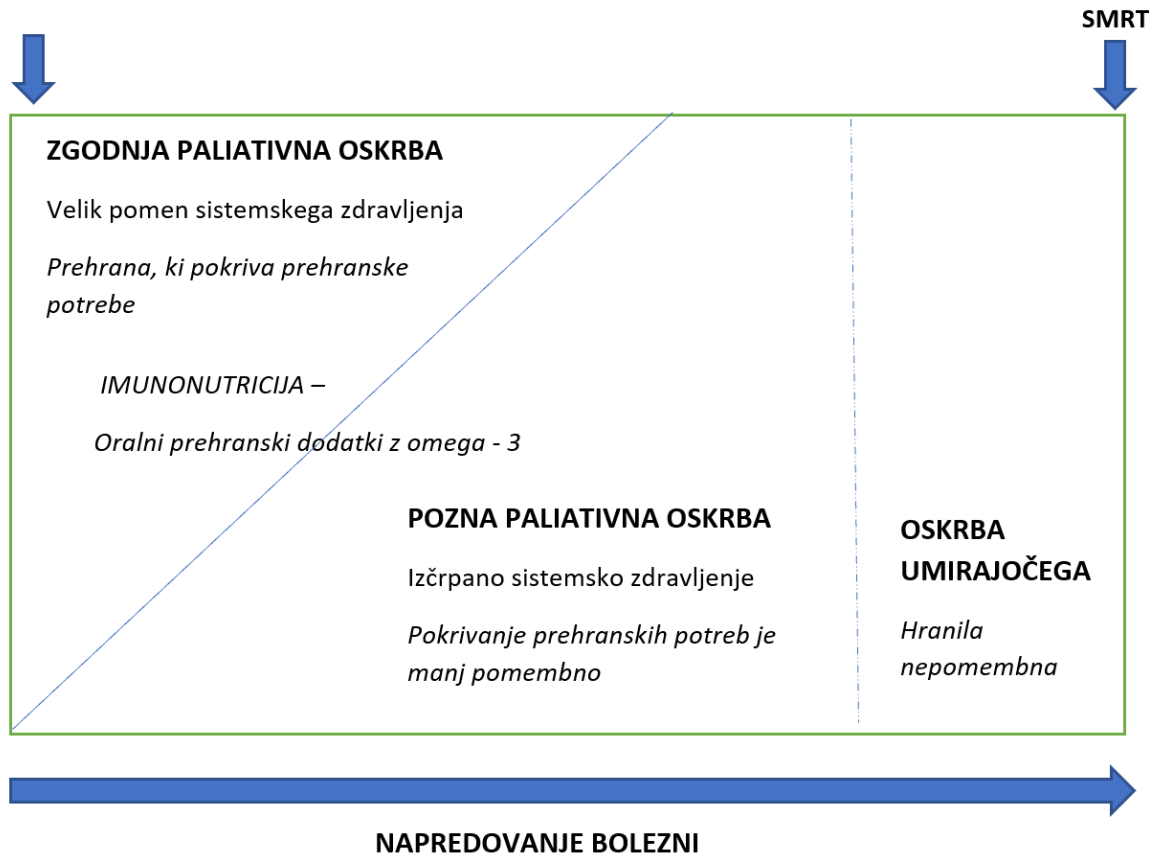 SMRT
ZGODNJA PALIATIVNA OSKRBA
Velik pomen sistemskega zdravljenja
Prehrana, ki pokriva prehranske
potrebe
IMUNONUTRICIJA –
Oralni prehranski dodatki z omega - 3
POZNA PALIATIVNA OSKRBA
Izčrpano sistemsko zdravljenje
Pokrivanje prehranskih potreb je
manj pomembno
OSKRBA
UMIRAJOČEGA
Hranila
nepomembna
NAPREDOVANJE BOLEZNI